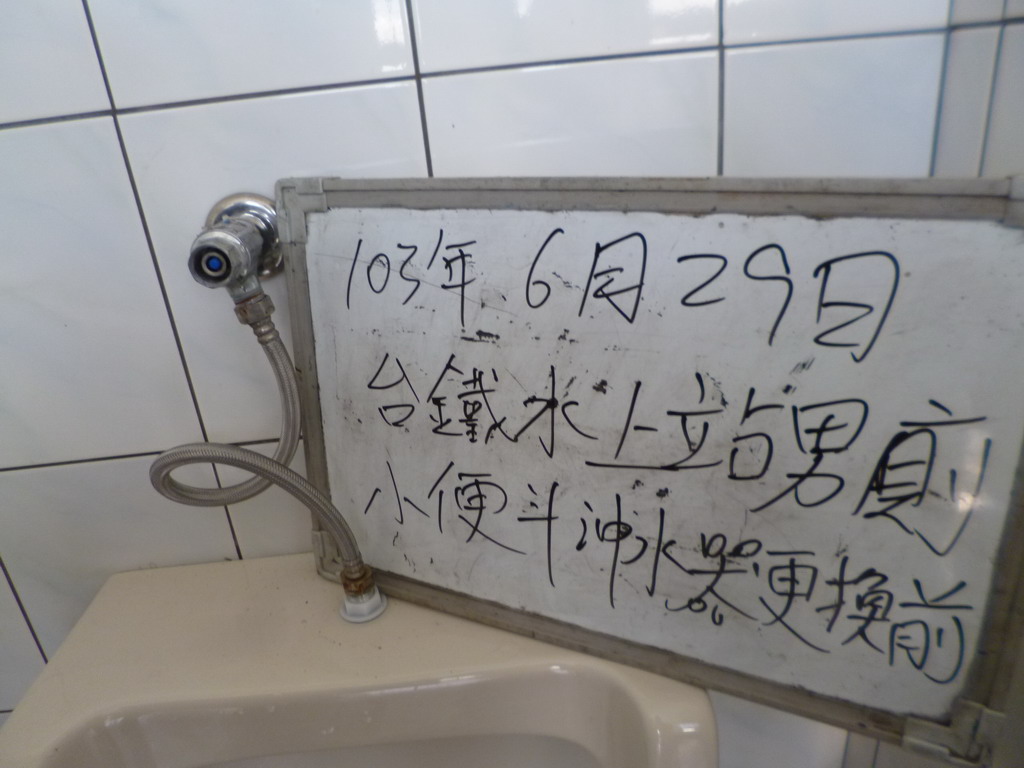 103年 6月29日
台鐵水上站男廁
小便斗沖水器更換前